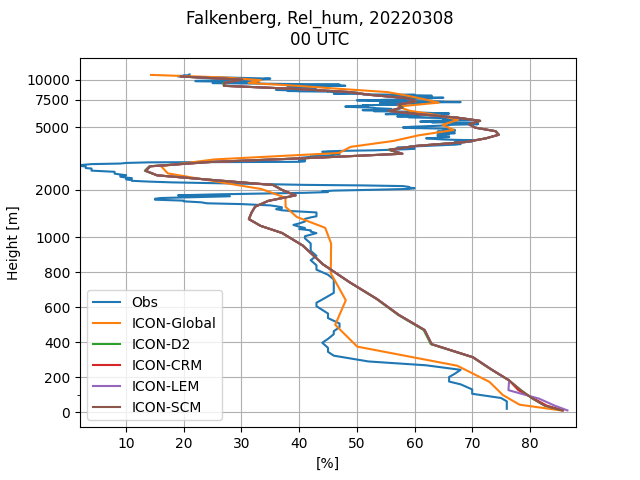 Falkenberg, Rel_hum, 20220308
00 UTC
10000
7500
5000
2000
1000
800
600
400
200
0
Height [m]
Obs
ICON-Global
ICON-D2
ICON-CRM
ICON-LEM
ICON-SCM
10 20 30 40 50 60 70 80
[%]